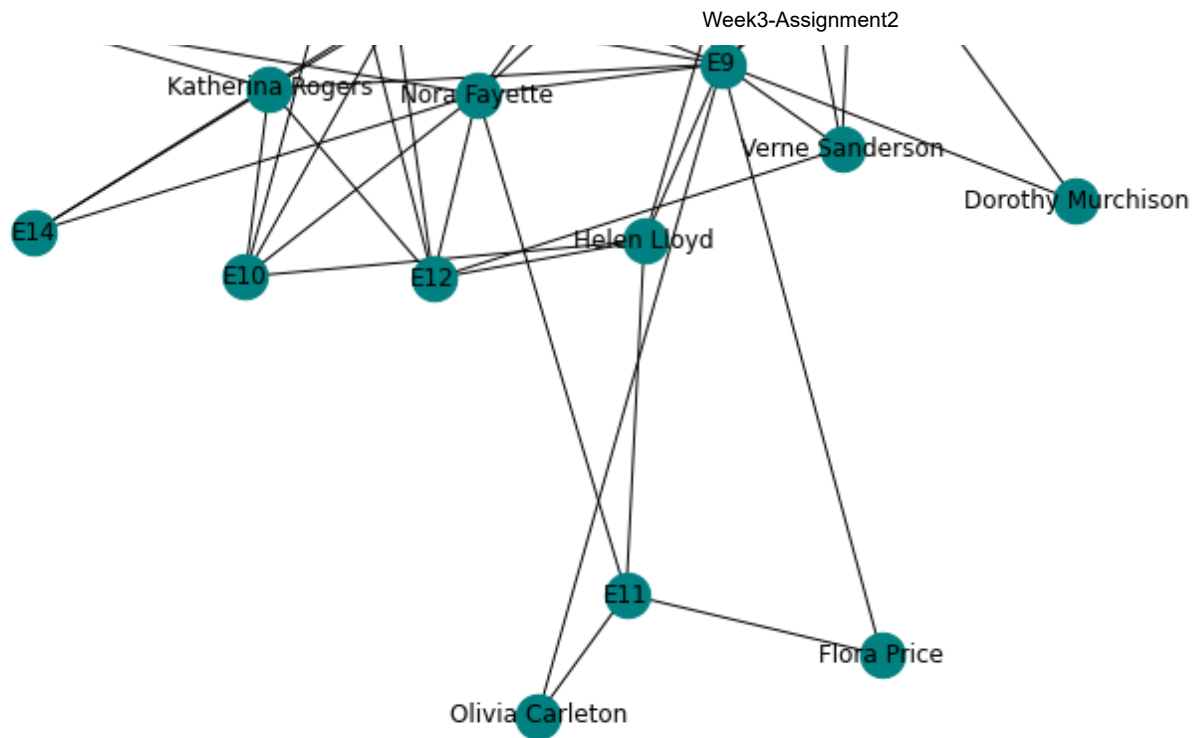 Week3-Assignment2
E9
Katherina Rogers
Nora Fayette
Verne Sanderson
Dorothy Murchison
E14
Helen Lloyd
E10
E12
E11
Flora Price
Olivia Carleton